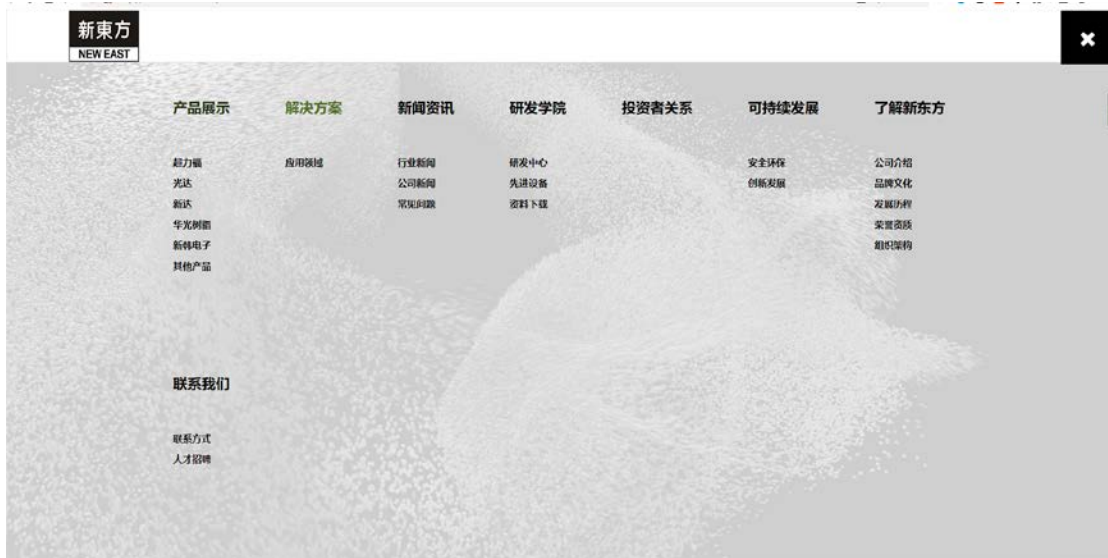 新東方
NEW EAST
产品展示
解决方案
新闻资讯
研发学院
投资者关系
可持续发展
了解新东方
超力福
光达
新达
华光树脂
新韩电子
其他产品
应用领域
行业新闻
公司新闻
常见问题
研发中心
先进设备
资料下载
安全环保
创新发展
公司介绍
品牌文化
发展历程
荣誉资质
组织架构
联系我们
联系方式
人才招聘